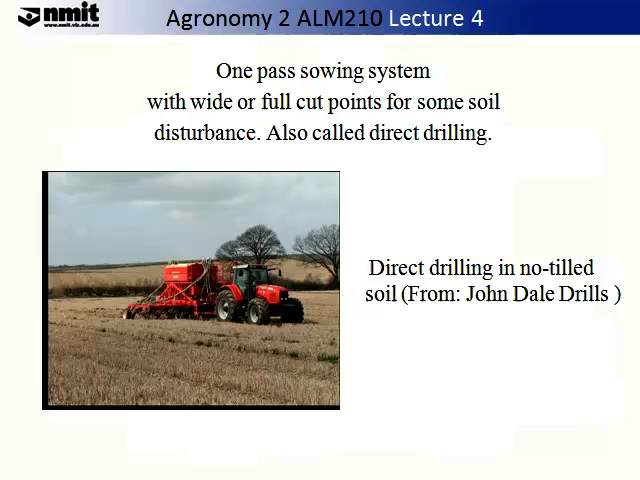 nmit
www.nmit.vic.edu.au
Agronomy 2 ALM210 Lecture 4
One pass sowing system
with wide or full cut points for some soil
disturbance. Also called direct drilling.
Direct drilling in no-tilled
soil (From: John Dale Drills )